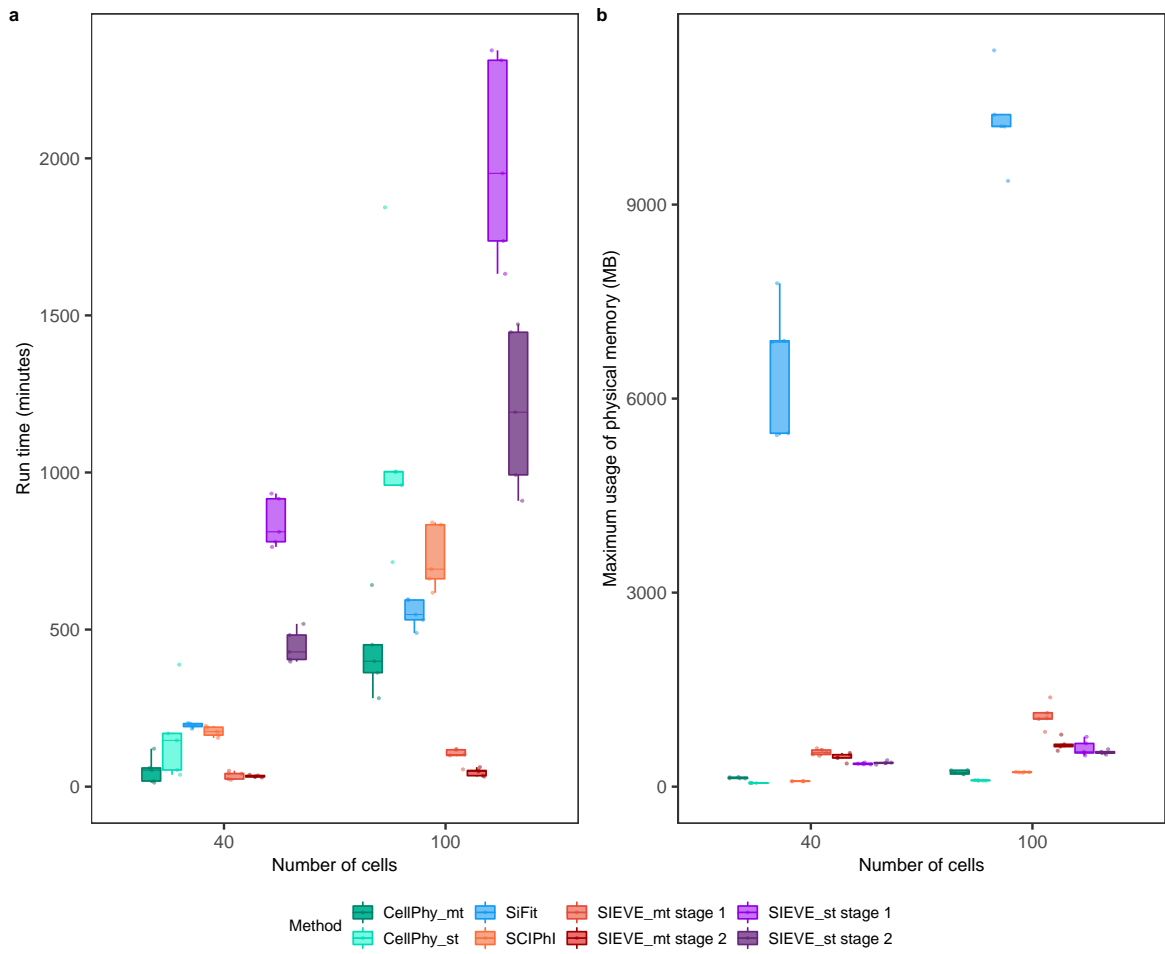 a
b
2000
1500
1000
500
0
Run time (minutes)
40
100
Number of cells
9000
6000
3000
0
Maximum usage of physical memory (MB)
40
100
Number of cells
Method
CellPhy_mt
SiFit
SIEVE_mt stage 1
SIEVE_st stage 1
CellPhy_st
SCIPhI
SIEVE_mt stage 2
SIEVE_st stage 2